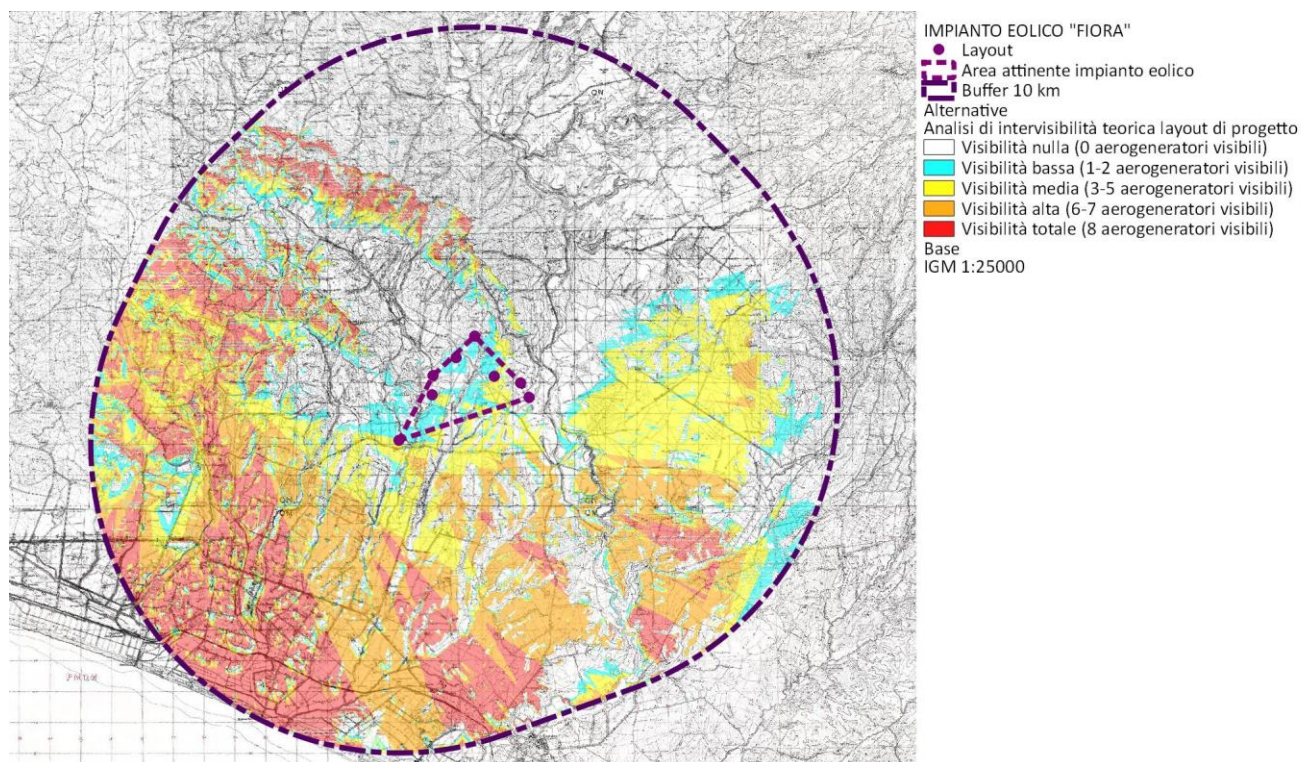 IMPIANTO EOLICO "FIORA"
Layout
Area attinente impianto eolico
Buffer 10 km
Alternative
Analisi di intervisibilità teorica layout di progetto
Visibilità nulla (0 aerogeneratori visibili)
Visibilità bassa (1-2 aerogeneratori visibili)
Visibilità media (3-5 aerogeneratori visibili)
Visibilità alta (6-7 aerogeneratori visibili)
Visibilità totale (8 aerogeneratori visibili)
Base
IGM 1:25000